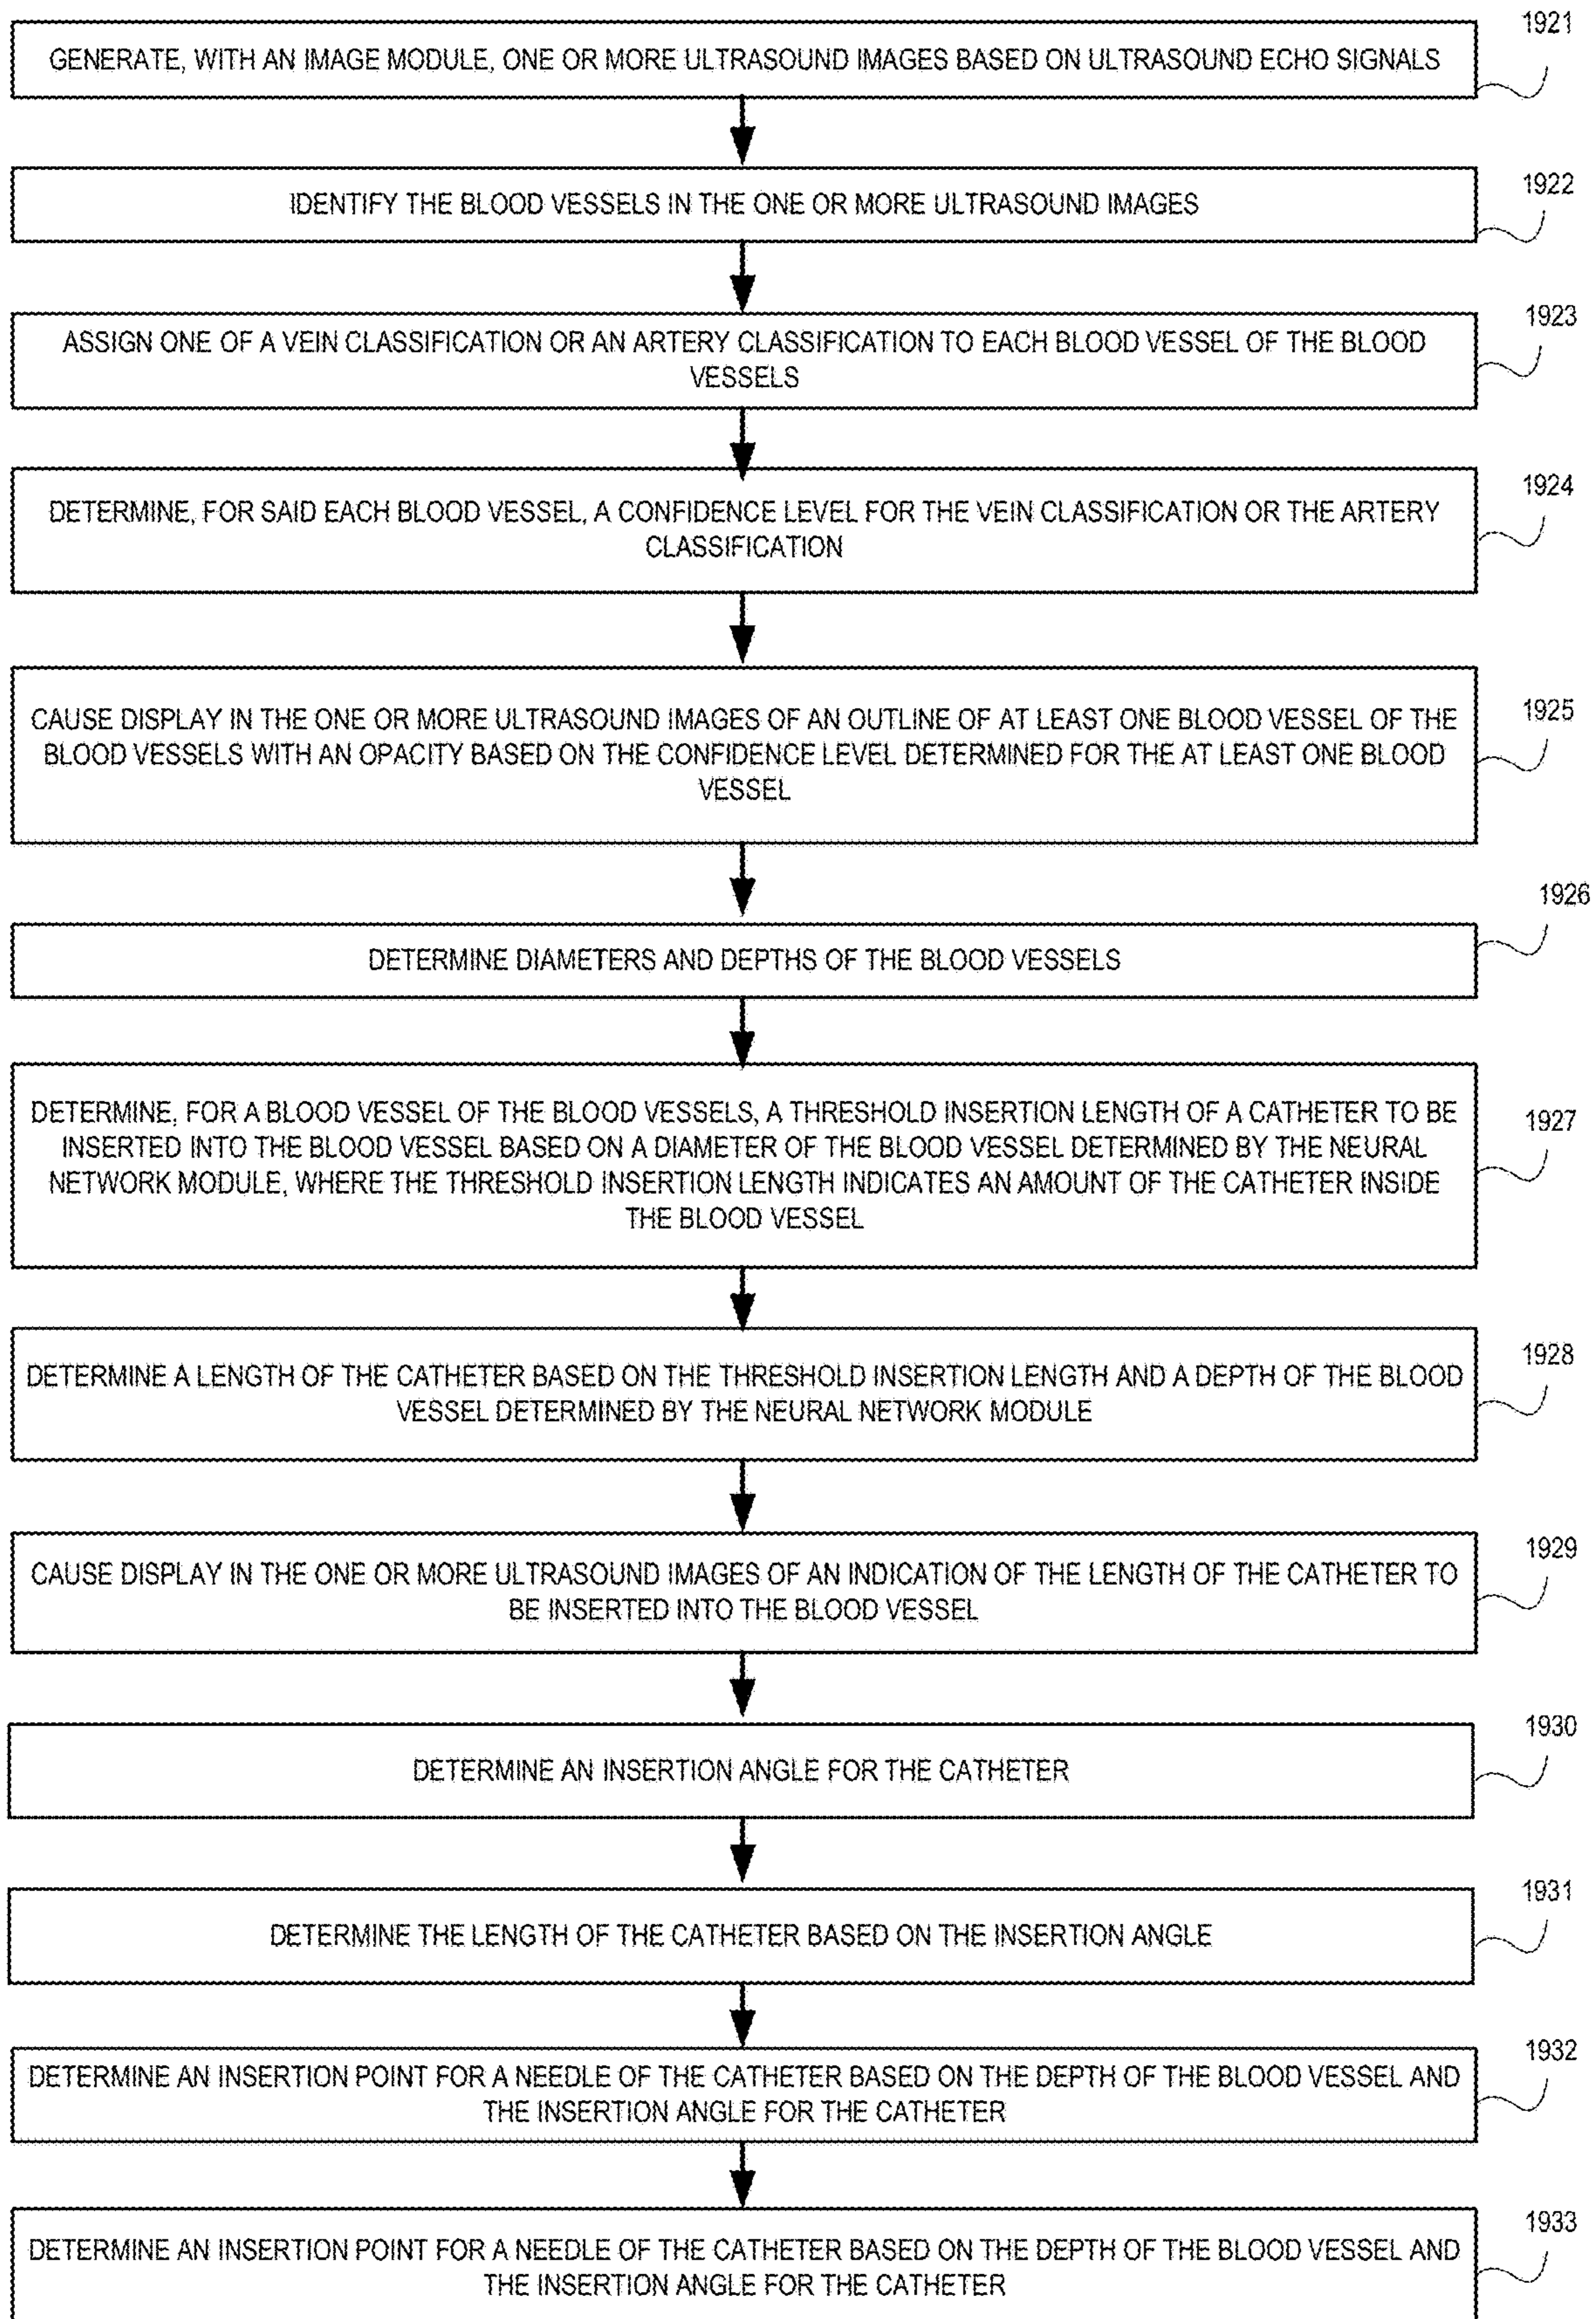 1921
GENERATE, WITH AN IMAGE MODULE, ONE OR MORE ULTRASOUND IMAGES BASED ON ULTRASOUND ECHO SIGNALS
1922
IDENTIFY THE BLOOD VESSELS IN THE ONE OR MORE ULTRASOUND IMAGES
1923
ASSIGN ONE OF A VEIN CLASSIFICATION OR AN ARTERY CLASSIFICATION TO EACH BLOOD VESSEL OF THE BLOOD
VESSELS
1924
DETERMINE, FOR SAID EACH BLOOD VESSEL, A CONFIDENCE LEVEL FOR THE VEIN CLASSIFICATION OR THE ARTERY
CLASSIFICATION
1925
CAUSE DISPLAY IN THE ONE OR MORE ULTRASOUND IMAGES OF AN OUTLINE OF AT LEAST ONE BLOOD VESSEL OF THE
BLOOD VESSELS WITH AN OPACITY BASED ON THE CONFIDENCE LEVEL DETERMINED FOR THE AT LEAST ONE BLOOD
VESSEL
1926
DETERMINE DIAMETERS AND DEPTHS OF THE BLOOD VESSELS
1927
DETERMINE, FOR A BLOOD VESSEL OF THE BLOOD VESSELS, A THRESHOLD INSERTION LENGTH OF A CATHETER TO BE
INSERTED INTO THE BLOOD VESSEL BASED ON A DIAMETER OF THE BLOOD VESSEL DETERMINED BY THE NEURAL
NETWORK MODULE, WHERE THE THRESHOLD INSERTION LENGTH INDICATES AN AMOUNT OF THE CATHETER INSIDE
THE BLOOD VESSEL
1928
DETERMINE A LENGTH OF THE CATHETER BASED ON THE THRESHOLD INSERTION LENGTH AND A DEPTH OF THE BLOOD
VESSEL DETERMINED BY THE NEURAL NETWORK MODULE
1929
CAUSE DISPLAY IN THE ONE OR MORE ULTRASOUND IMAGES OF AN INDICATION OF THE LENGTH OF THE CATHETER TO
BE INSERTED INTO THE BLOOD VESSEL
1930
DETERMINE AN INSERTION ANGLE FOR THE CATHETER
1931
DETERMINE THE LENGTH OF THE CATHETER BASED ON THE INSERTION ANGLE
1932
DETERMINE AN INSERTION POINT FOR A NEEDLE OF THE CATHETER BASED ON THE DEPTH OF THE BLOOD VESSEL AND
THE INSERTION ANGLE FOR THE CATHETER
1933
DETERMINE AN INSERTION POINT FOR A NEEDLE OF THE CATHETER BASED ON THE DEPTH OF THE BLOOD VESSEL AND
THE INSERTION ANGLE FOR THE CATHETER